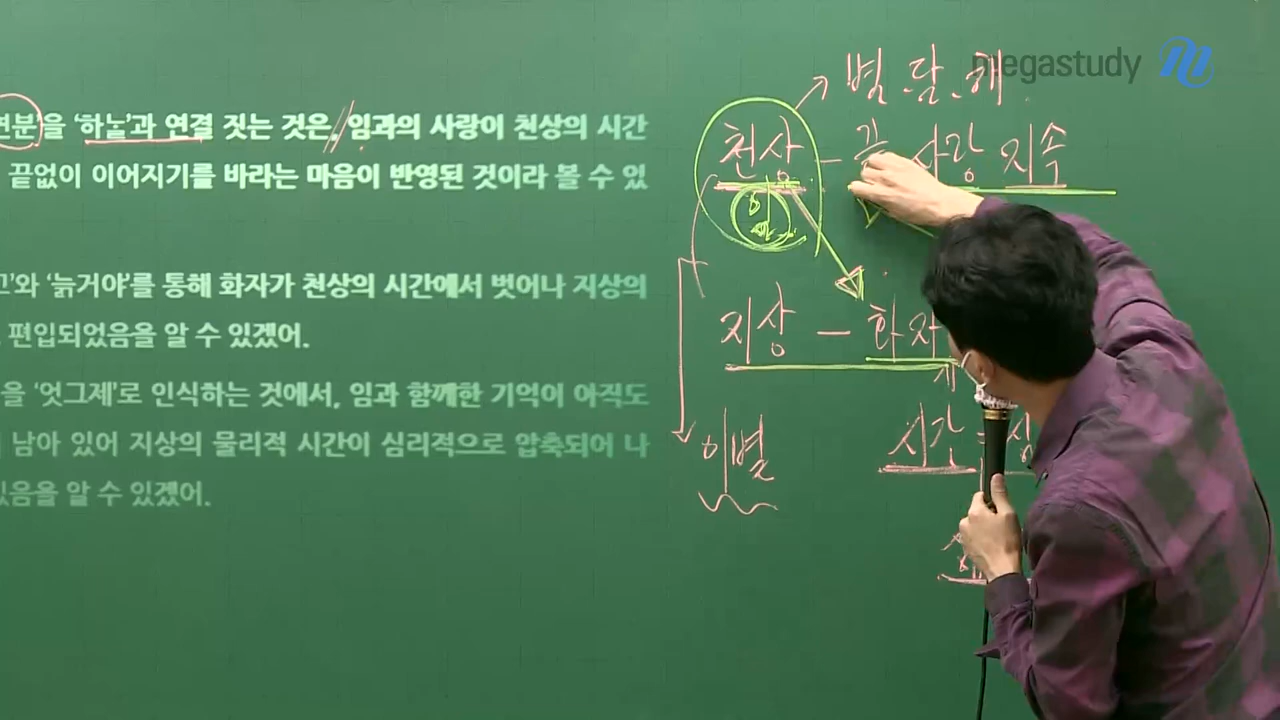 megastudy
연분을 '하늘'과 연결 짓는 것은, 임과의 사랑이 천상의 시간
끝없이 이어지기를 바라는 마음이 반영된 것이라 볼 수 있
고'와 '늙거야'를 통해 화자가 천상의 시간에서 벗어나 지상의
편입되었음을 알 수 있겠어.
을 '엇그제'로 인식하는 것에서, 임과 함께한 기억이 아직도
남아 있어 지상의 물리적 시간이 심리적으로 압축되어 나
있음을 알 수 있겠어.
별.달.해.
천상 - 끝 사랑 지속
임
지상 - 화자
이별
시간